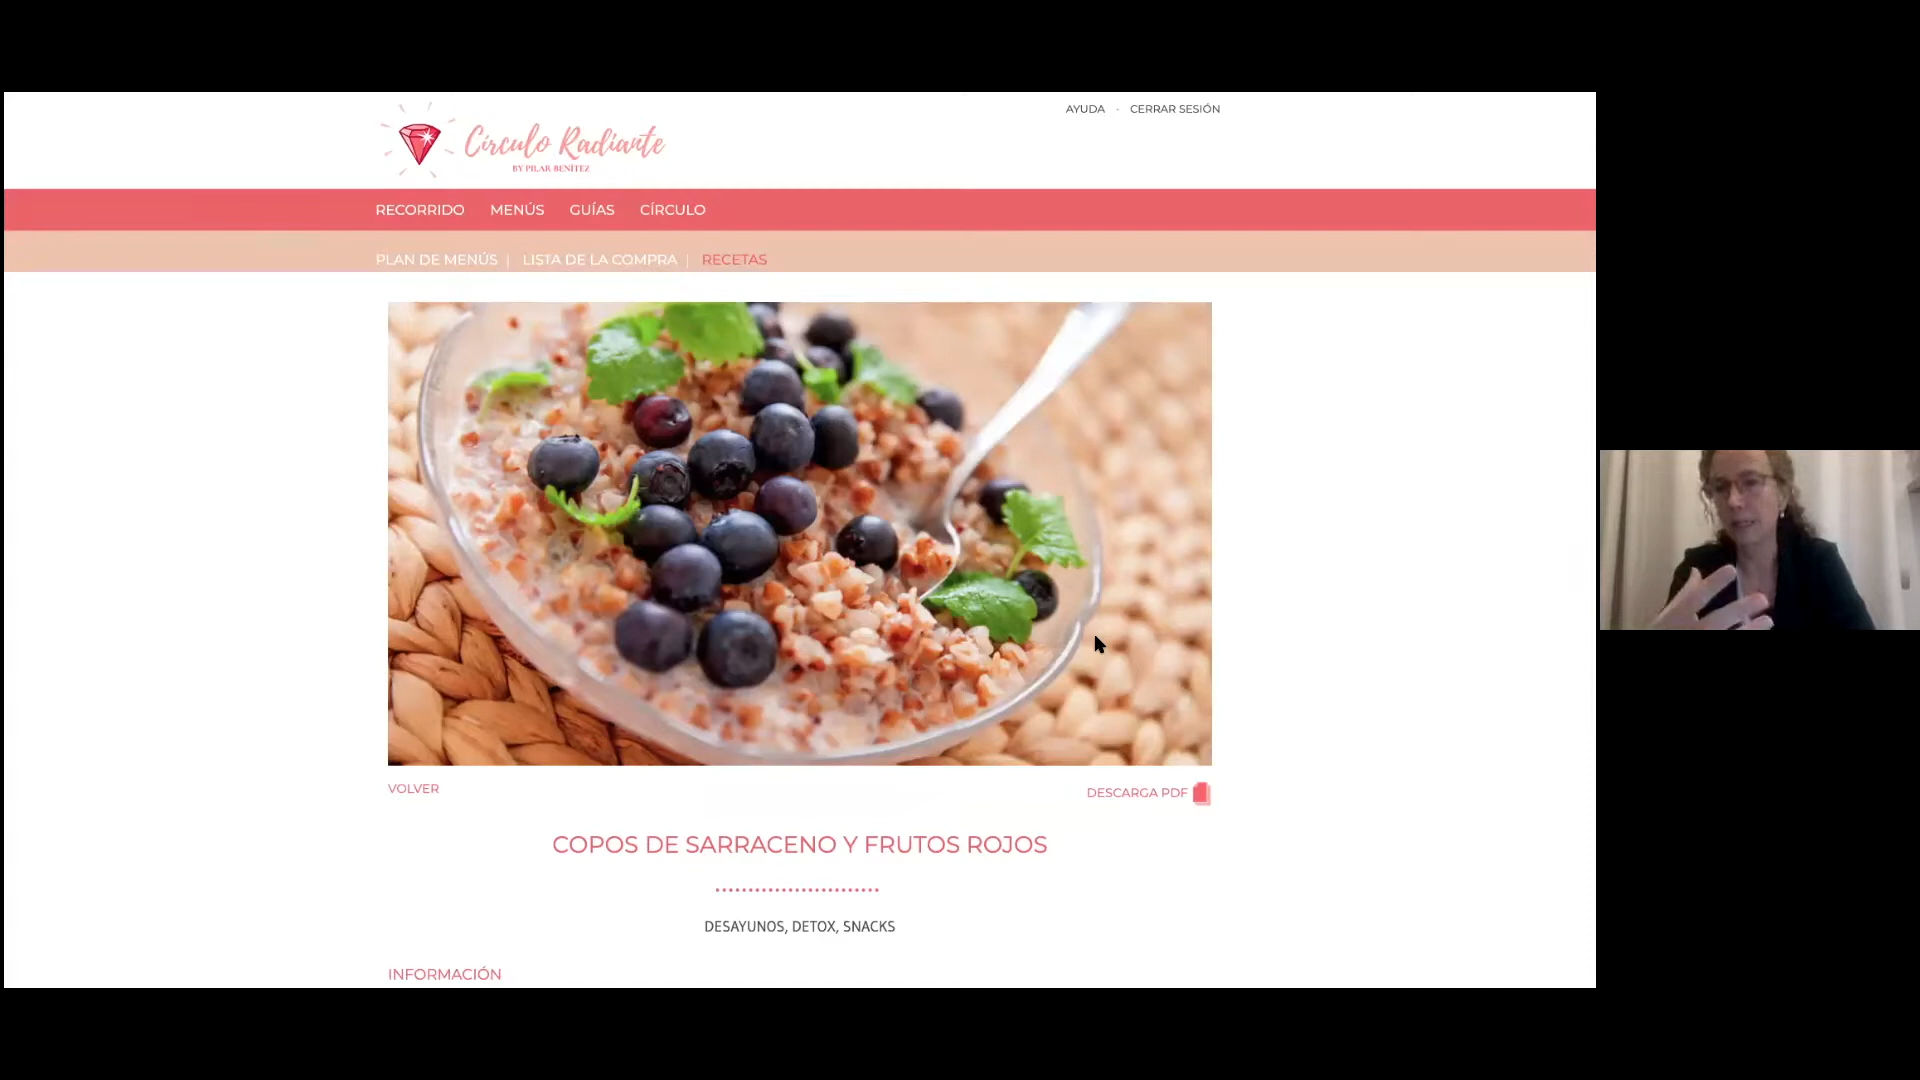 AYUDA · CERRAR SESIÓN
Círculo Radiante
BY PILAR BENÍTEZ
RECORRIDO MENÚS GUÍAS CÍRCULO
PLAN DE MENÚS | LISTA DE LA COMPRA | RECETAS
VOLVER
DESCARGA PDF
COPOS DE SARRACENO Y FRUTOS ROJOS
DESAYUNOS, DETOX, SNACKS
INFORMACIÓN